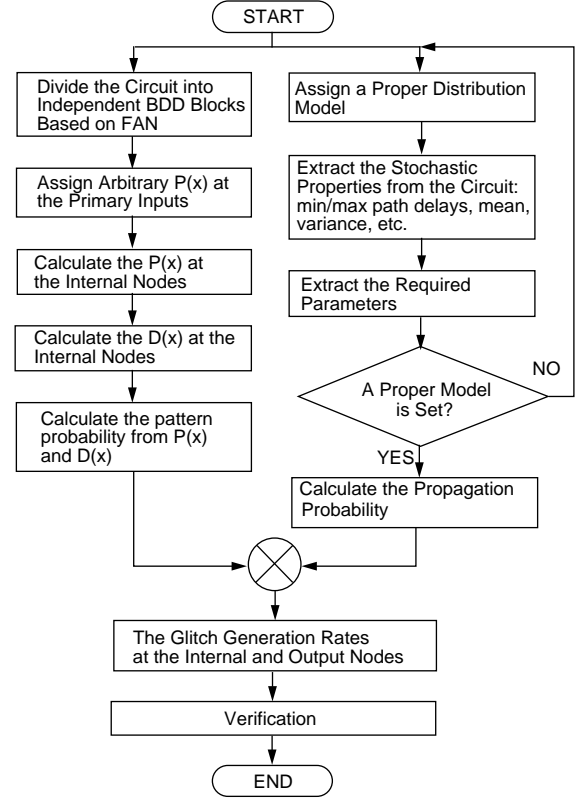 START
Divide the Circuit into
Independent BDD Blocks
Based on FAN
Assign Arbitrary P(x) at
the Primary Inputs
Calculate the P(x) at
the Internal Nodes
Calculate the D(x) at the
Internal Nodes
Calculate the pattern
probability from P(x)
and D(x)
Assign a Proper Distribution
Model
Extract the Stochastic
Properties from the Circuit:
min/max path delays, mean,
variance, etc.
Extract the Required
Parameters
A Proper Model
is Set?
NO
YES
Calculate the Propagation
Probability
The Glitch Generation Rates
at the Internal and Output Nodes
Verification
END